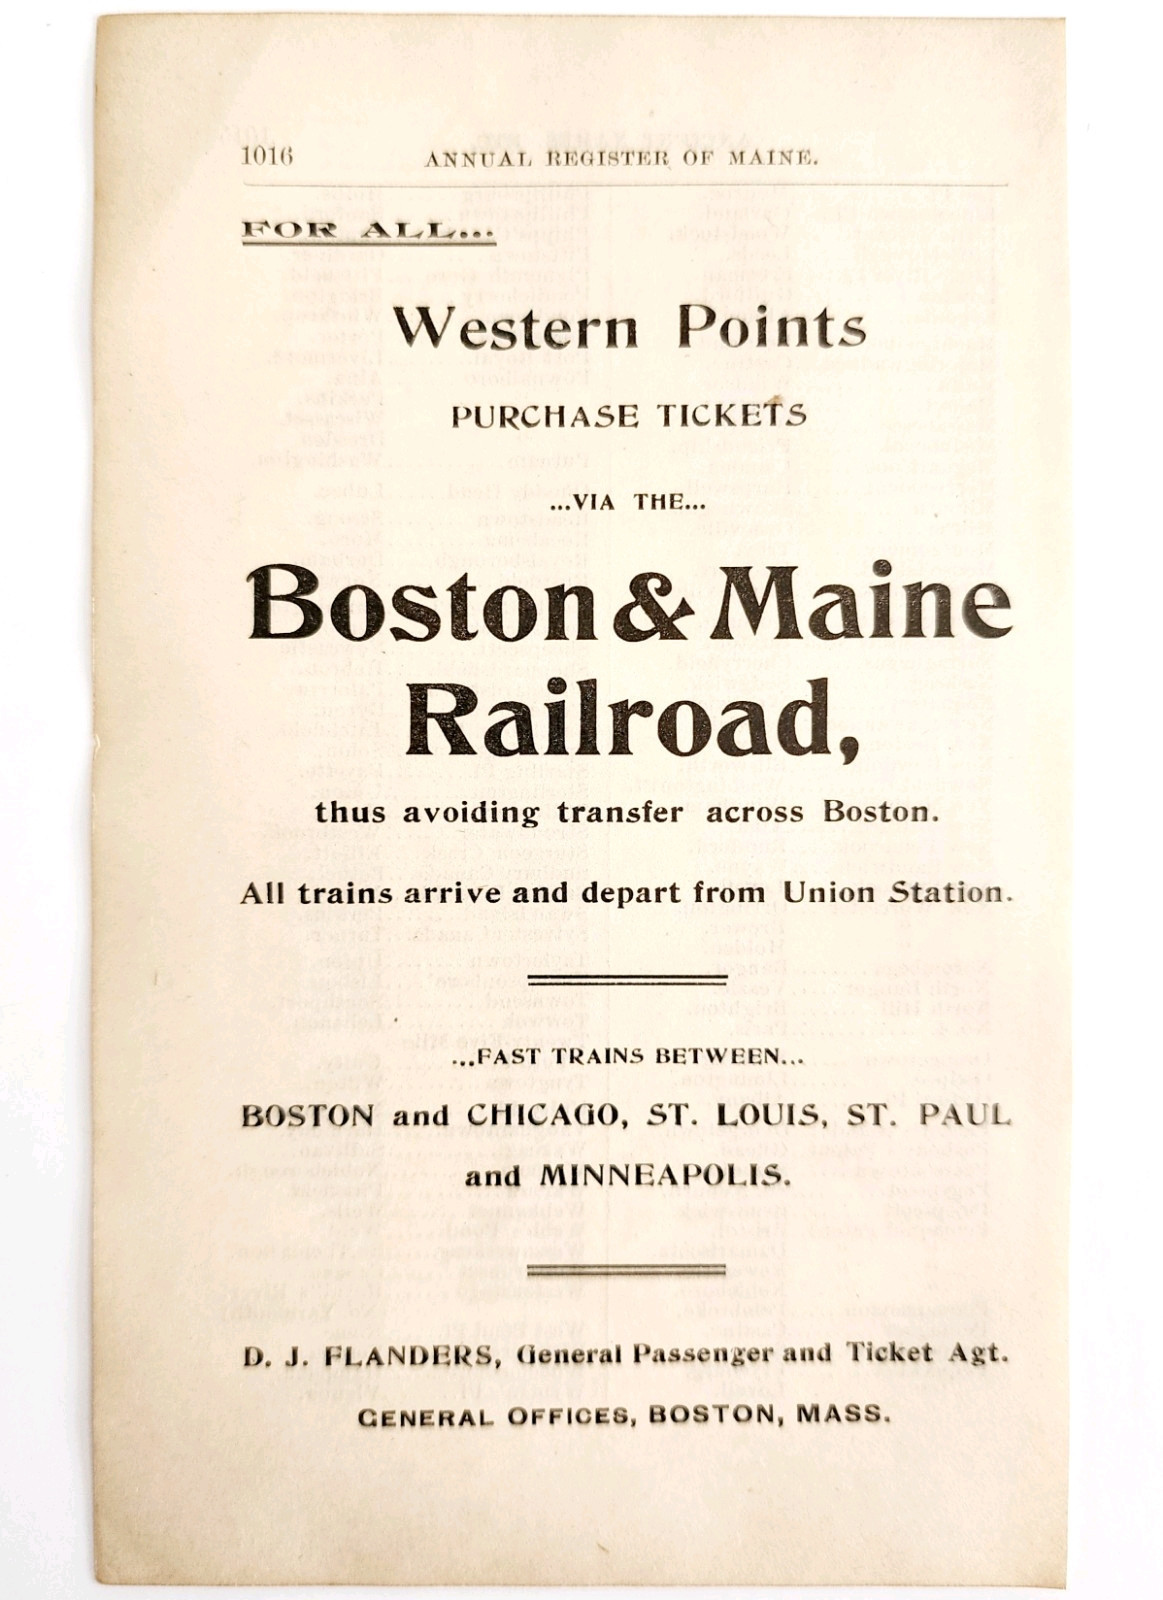 1016 ANNUAL REGISTER OF MAINE.
FOR ALL...
Western Points
PURCHASE TICKETS
...VIA THE...
Boston & Maine
Railroad,
thus avoiding transfer across Boston.
All trains arrive and depart from Union Station.
...FAST TRAINS BETWEEN...
BOSTON and CHICAGO, ST. LOUIS, ST. PAUL
and MINNEAPOLIS.
D. J. FLANDERS, General Passenger and Ticket Agt.
GENERAL OFFICES, BOSTON, MASS.